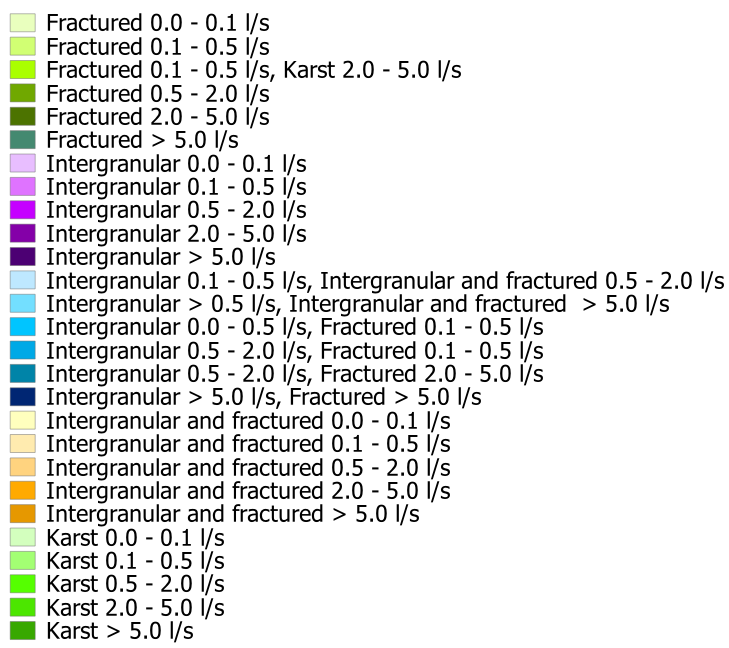 Fractured 0.0 - 0.1 l/s
Fractured 0.1 - 0.5 l/s
Fractured 0.1 - 0.5 l/s, Karst 2.0 - 5.0 l/s
Fractured 0.5 - 2.0 l/s
Fractured 2.0 - 5.0 l/s
Fractured > 5.0 l/s
Intergranular 0.0 - 0.1 l/s
Intergranular 0.1 - 0.5 l/s
Intergranular 0.5 - 2.0 l/s
Intergranular 2.0 - 5.0 l/s
Intergranular > 5.0 l/s
Intergranular 0.1 - 0.5 l/s, Intergranular and fractured 0.5 - 2.0 l/s
Intergranular > 0.5 l/s, Intergranular and fractured  > 5.0 l/s
Intergranular 0.0 - 0.5 l/s, Fractured 0.1 - 0.5 l/s
Intergranular 0.5 - 2.0 l/s, Fractured 0.1 - 0.5 l/s
Intergranular 0.5 - 2.0 l/s, Fractured 2.0 - 5.0 l/s
Intergranular > 5.0 l/s, Fractured > 5.0 l/s
Intergranular and fractured 0.0 - 0.1 l/s
Intergranular and fractured 0.1 - 0.5 l/s
Intergranular and fractured 0.5 - 2.0 l/s
Intergranular and fractured 2.0 - 5.0 l/s
Intergranular and fractured > 5.0 l/s
Karst 0.0 - 0.1 l/s
Karst 0.1 - 0.5 l/s
Karst 0.5 - 2.0 l/s
Karst 2.0 - 5.0 l/s
Karst > 5.0 l/s